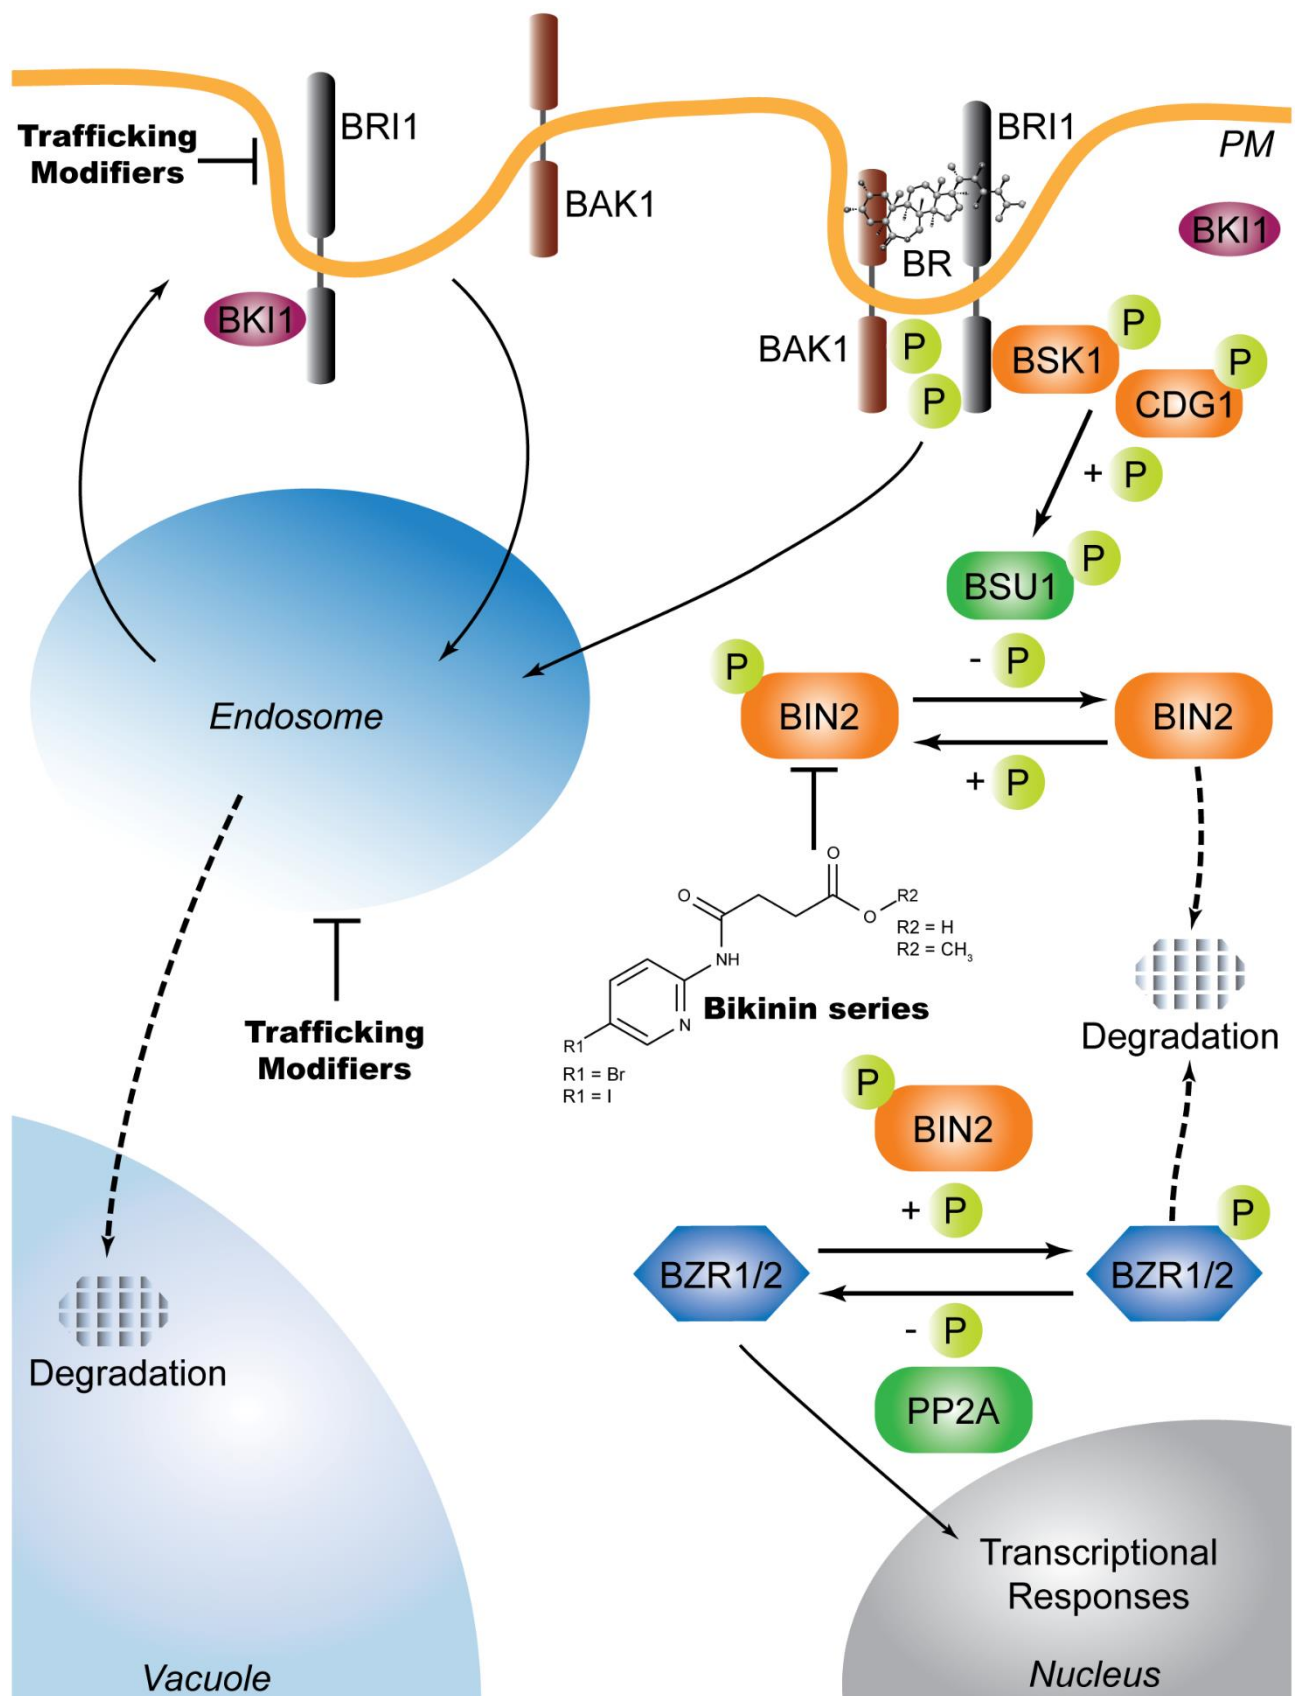 Trafficking
Modifiers
BRI1
BAK1
BKI1
BRI1
PM
BKI1
BR
BAK1
P
P
BSK1
P
CDG1
P
+ P
BSU1
P
- P
P
BIN2
BIN2
+ P
Endosome
O
O
O
R2
R2 = H
R2 = CH3
NH
N
R1
R1 = Br
R1 = I
Bikinin series
Trafficking
Modifiers
Degradation
P
BIN2
+ P
BZR1/2
BZR1/2
P
- P
PP2A
Degradation
Transcriptional
Responses
Vacuole
Nucleus